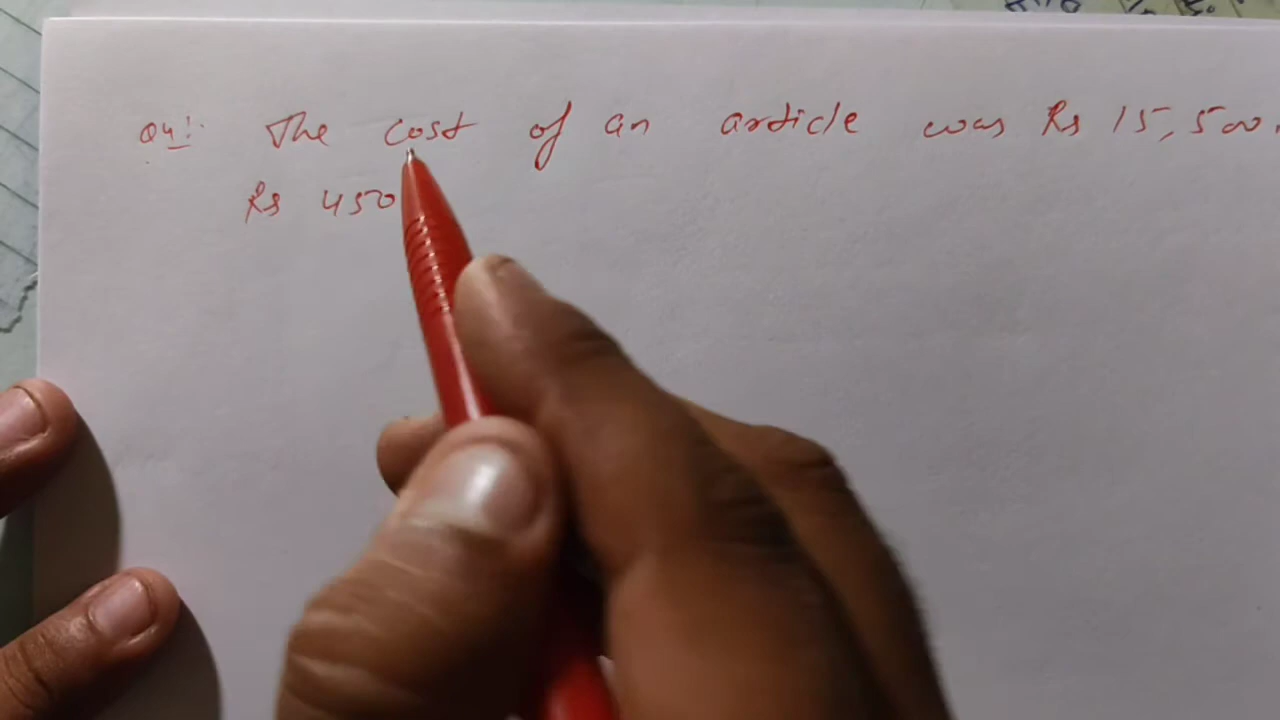 Q4!. The cost of an article was Rs 15,500.
Rs 450